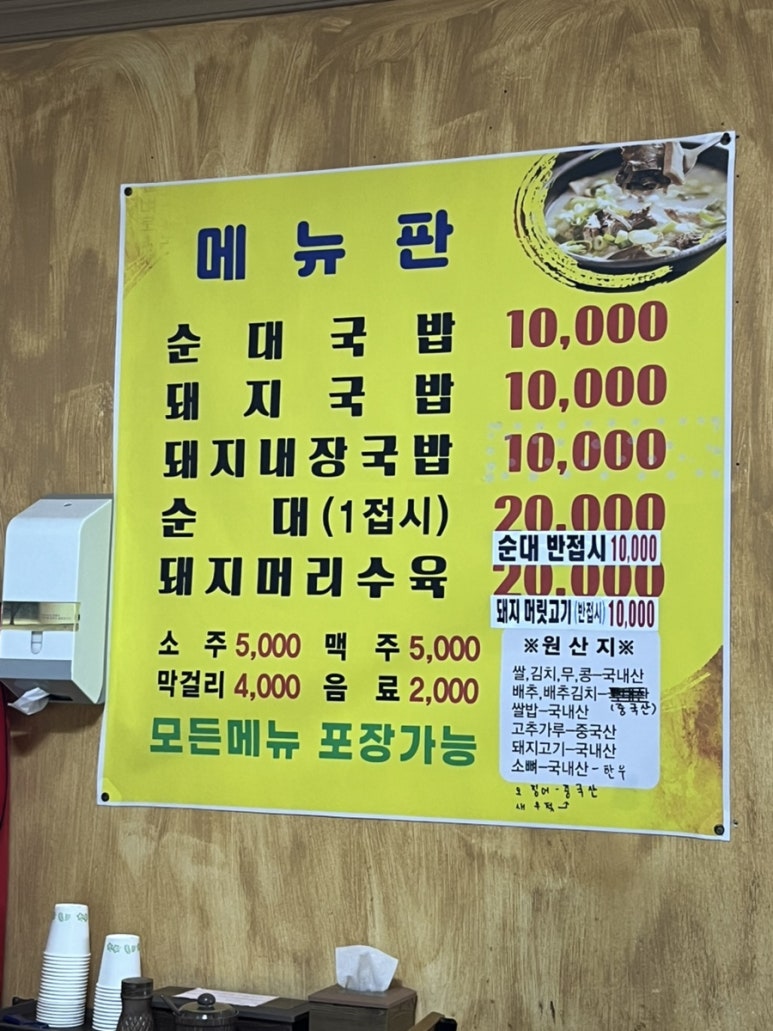 메뉴판
순대국밥 10,000
돼지국밥 10,000
돼지내장국밥 10,000
순 대(1접시) 20,000
순대 반접시 10,000
돼지머리수육 20,000
돼지 머릿고기(반접시) 10,000
소 주 5,000 맥 주 5,000
막걸리 4,000 음 료 2,000
모든메뉴 포장가능
※원산지※
쌀,김치,무,콩-국내산
배추,배추김치-
(중국산)
쌀밥-국내산
고추가루-중국산
돼지고기-국내산
소뼈-국내산 - 한우
오징어-중국산
새우젓